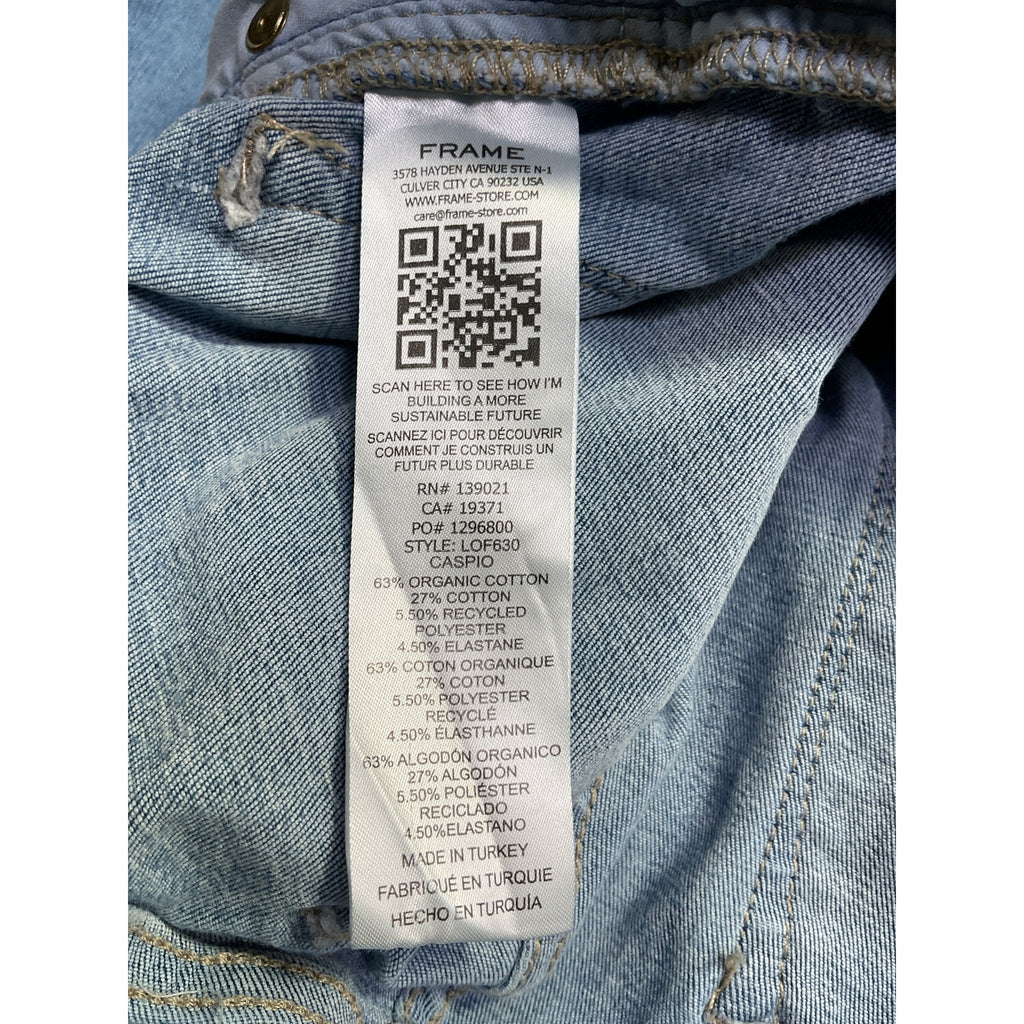 FRAME
3578 HAYDEN AVENUE STE N-1
CULVER CITY CA 90232 USA
WWW.FRAME-STORE.COM
care@frame-store.com
SCAN HERE TO SEE HOW I'M
BUILDING A MORE
SUSTAINABLE FUTURE
SCANNEZ ICI POUR DÉCOUVRIR
COMMENT JE CONSTRUIS UN
FUTUR PLUS DURABLE
RN# 139021
CA# 19371
PO# 1296800
STYLE: LOF630
CASPIO
63% ORGANIC COTTON
27% COTTON
5.50% RECYCLED
POLYESTER
4.50% ELASTANE
63% COTON ORGANIQUE
27% COTON
5.50% POLYESTER
RECYCLÉ
4.50% ÉLASTHANNE
63% ALGODÓN ORGANICO
27% ALGODÓN
5.50% POLIÉSTER
RECICLADO
4.50%ELASTANO
MADE IN TURKEY
FABRIQUÉ EN TURQUIE
HECHO EN TURQUÍA